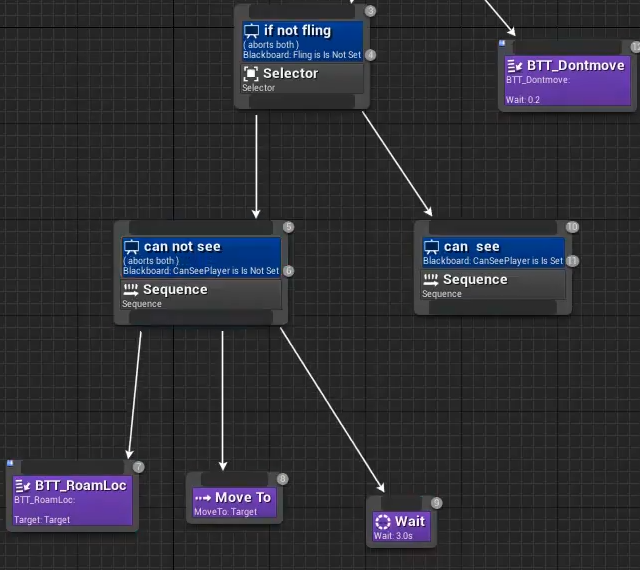 3
if not fling
( aborts both )
Blackboard: Fling is Is Not Set
4
Selector
Selector
12
BTT_Dontmove
BTT_Dontmove:
Wait: 0.2
5
can not see
( aborts both )
Blackboard: CanSeePlayer is Is Not Set
6
Sequence
Sequence
10
can see
Blackboard: CanSeePlayer is Is Set
11
Sequence
Sequence
7
BTT_RoamLoc
BTT_RoamLoc:
Target: Target
8
Move To
MoveTo: Target
9
Wait
Wait: 3.0s